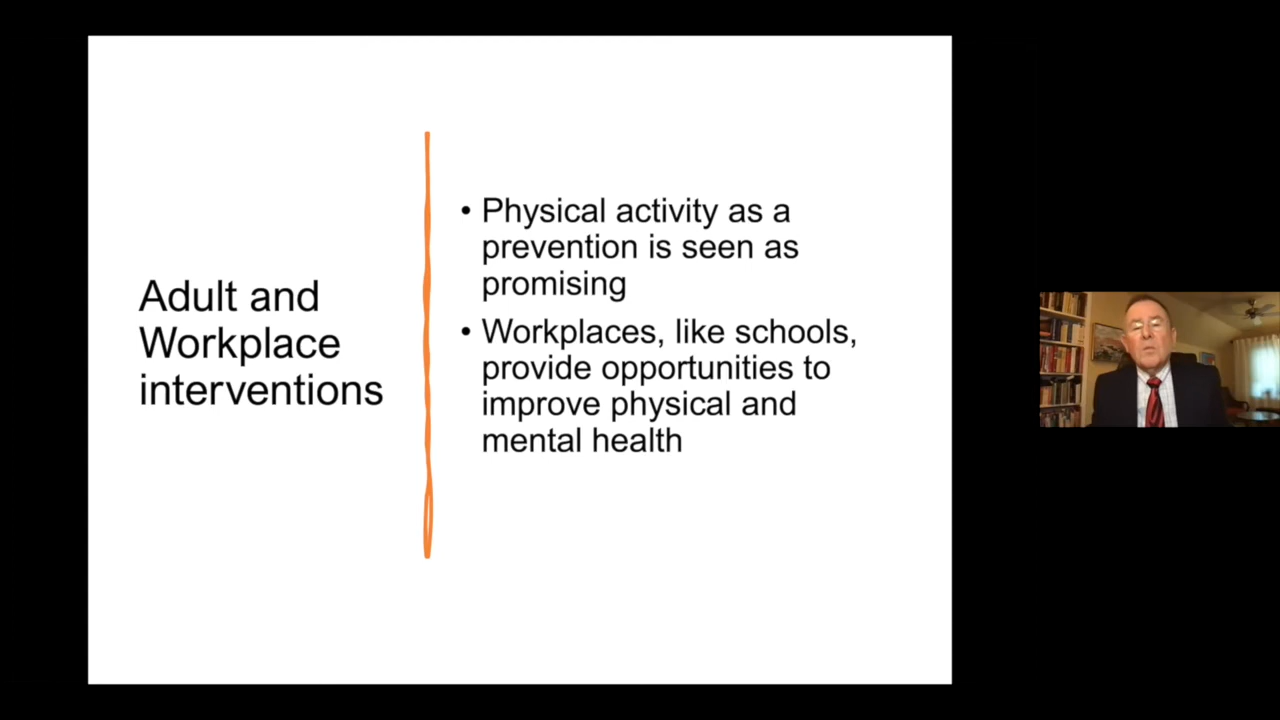 Adult and
Workplace
interventions
• Physical activity as a
prevention is seen as
promising
• Workplaces, like schools,
provide opportunities to
improve physical and
mental health